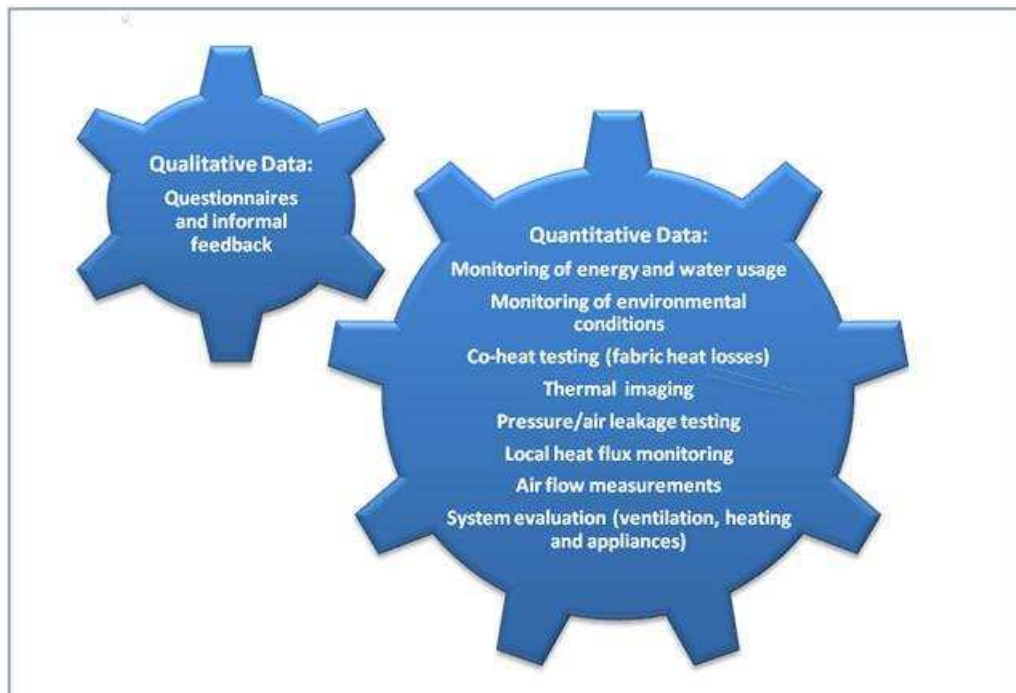 Qualitative Data:
Questionnaires
and informal
feedback
Quantitative Data:
Monitoring of energy and water usage
Monitoring of environmental
conditions
Co-heat testing (fabric heat losses)
Thermal imaging
Pressure/air leakage testing
Local heat flux monitoring
Air flow measurements
System evaluation (ventilation, heating
and appliances)